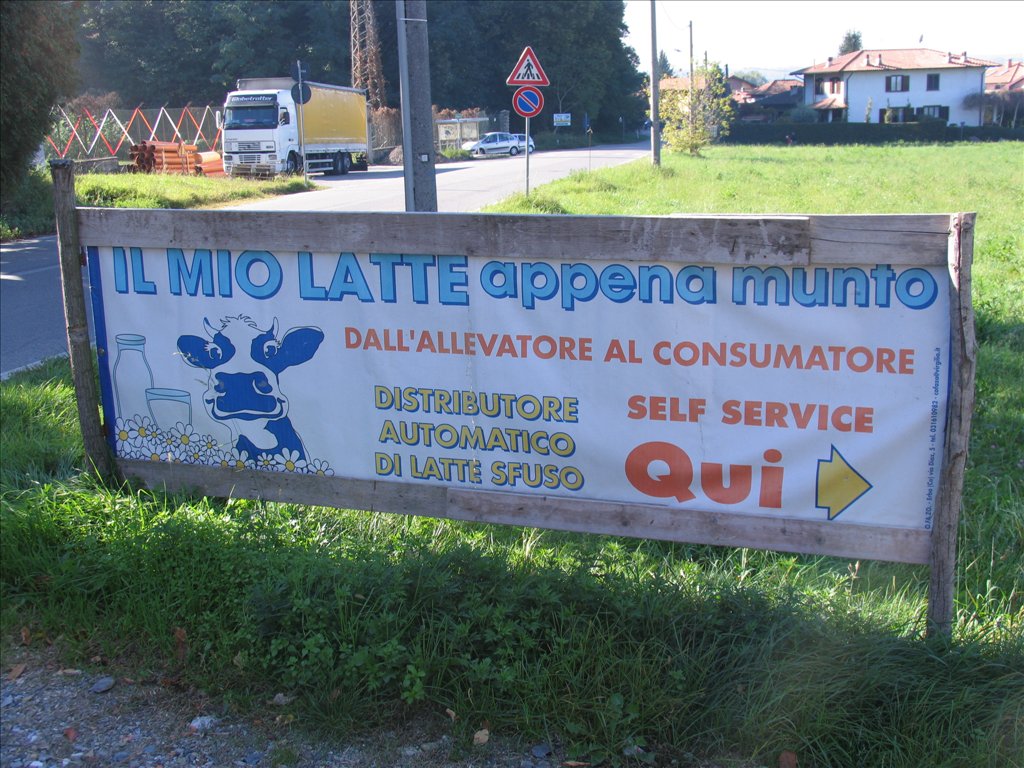 Globetrotter
IL MIO LATTE appena munto
DALL'ALLEVATORE AL CONSUMATORE
DISTRIBUTORE
AUTOMATICO
DI LATTE SFUSO
SELF SERVICE
Qui